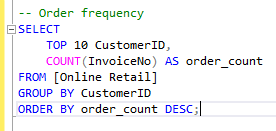 -- Order frequency
SELECT
TOP 10 CustomerID,
COUNT(InvoiceNo) AS order_count
FROM [Online Retail]
GROUP BY CustomerID
ORDER BY order_count DESC;